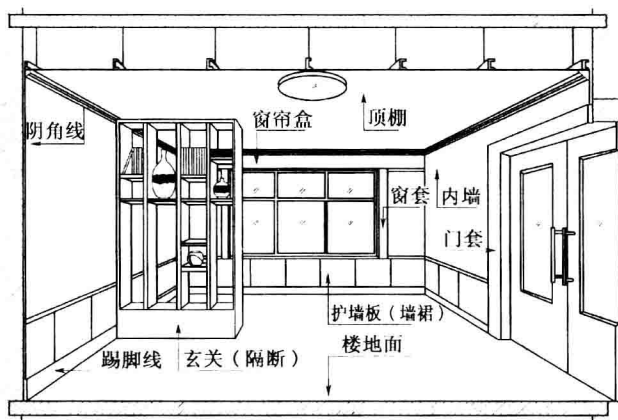 窗帘盒
顶棚
阴角线
窗套
内墙
门套
护墙板（墙裙）
楼地面
踢脚线
玄关（隔断）